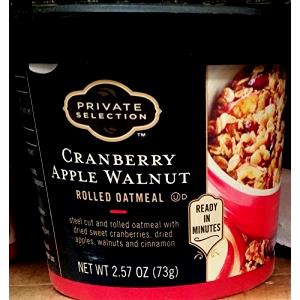 PRIVATE
SELECTION
™
CRANBERRY
APPLE WALNUT
ROLLED OATMEAL Ⓤ D
steel cut and rolled oatmeal with
dried sweet cranberries, dried
apples, walnuts and cinnamon
READY
IN
MINUTES
NET WT 2.57 OZ (73g)